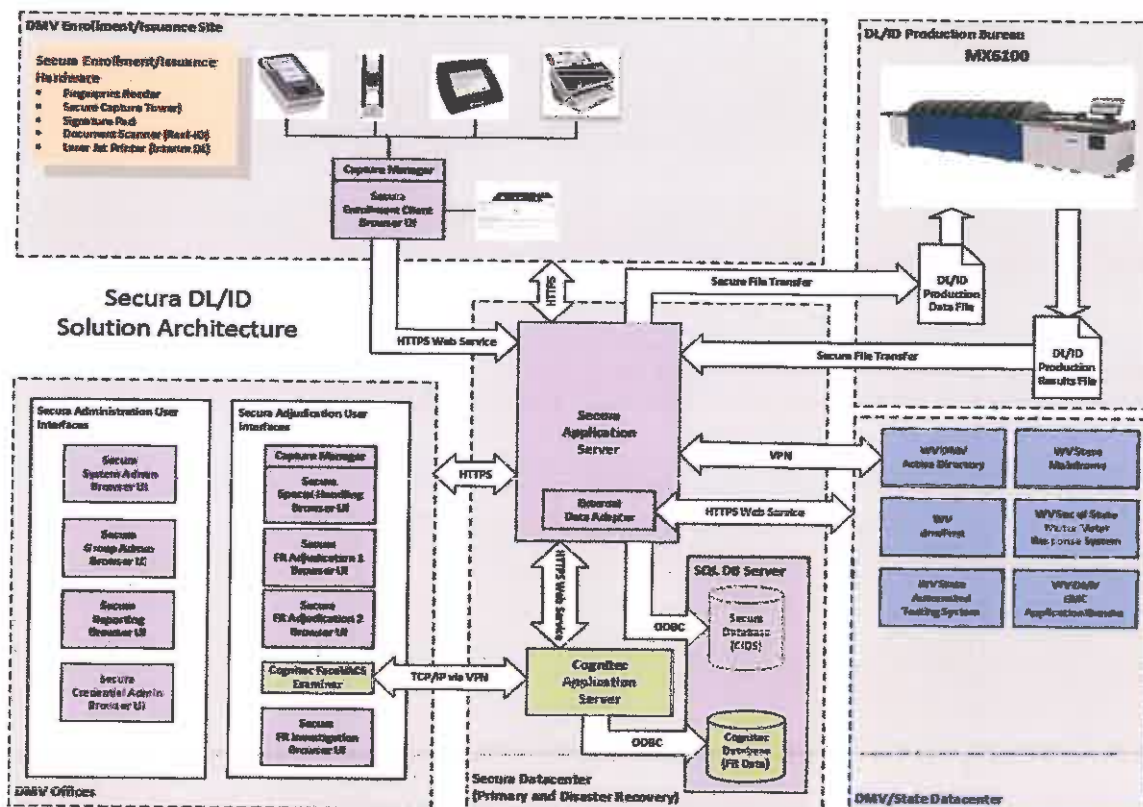 DMV Enrollment/Issuance Site
Secura Enrollment/Issuance
Hardware
• Fingerprint Reader
• Secure Capture Tower)
• Signature Pad
• Document Scanner (Real-ID)
• Laser Jet Printer (Interim DL)
Capture Manager
Secura
Enrollment Client
Browser UI
DL/ID Production Bureau
MX6100
DL/ID
Production
Data File
DL/ID
Production
Results File
Secura DL/ID
Solution Architecture
HTTPS
HTTPS Web Service
Secure File Transfer
Secure File Transfer
Secura
Application
Server
External
Data Adapter
HTTPS
VPN
HTTPS Web Service
HTTPS Web Service
Secura Administration User
Interfaces
Secura
System Admin
Browser UI
Secura
Group Admin
Browser UI
Secura
Reporting
Browser UI
Secura
Credential Admin
Browser UI
Secura Adjudication User
Interfaces
Capture Manager
Secura
Special Handling
Browser UI
Secura
FR Adjudication 1
Browser UI
Secura
FR Adjudication 2
Browser UI
Cognitec FaceVACS
Examiner
Secura
FR Investigation
Browser UI
DMV Offices
TCP/IP via VPN
Cognitec
Application
Server
SQL DB Server
ODBC
Secura
Database
(CIDS)
ODBC
Cognitec
Database
(FR Data)
Secura Datacenter
(Primary and Disaster Recovery)
WV DMV
Active Directory
WV State
Mainframe
WV
WV State
Motor Voter
Response System
WV State
Automated
Testing System
WV DMV
Application
DMV/State Datacenter